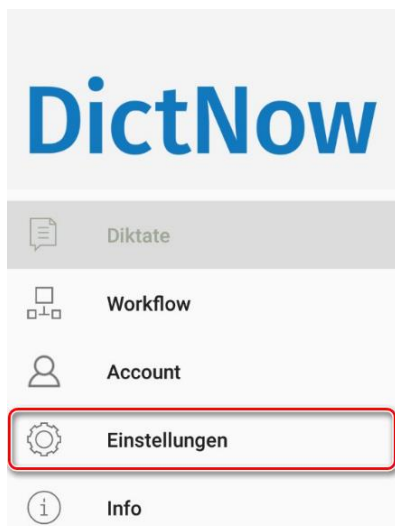 DictNow
Diktate
Workflow
Account
Einstellungen
Info